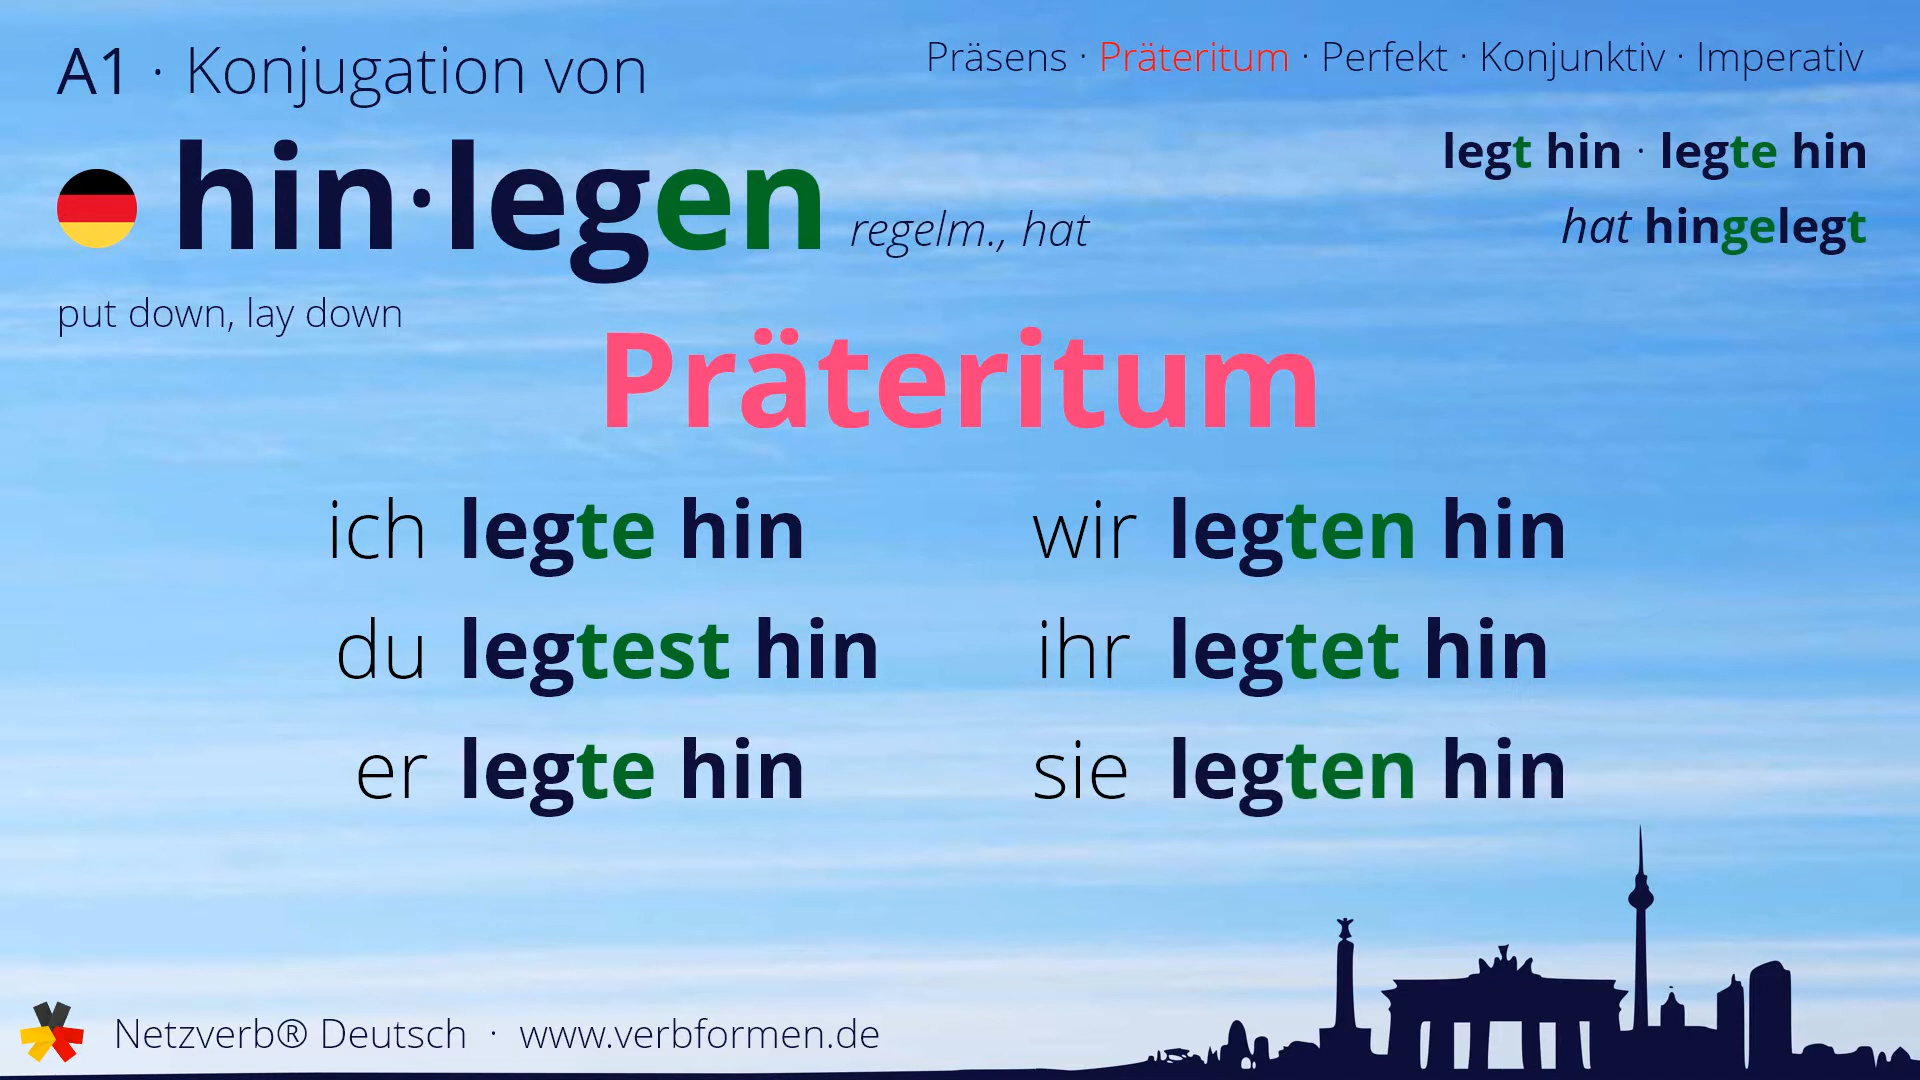 A1 · Konjugation von
Präsens · Präteritum · Perfekt · Konjunktiv · Imperativ
hin·legen regelm., hat
legt hin · legte hin
hat hingelegt
put down, lay down
Präteritum
ich legte hin
du legtest hin
er legte hin
wir legten hin
ihr legtet hin
sie legten hin
Netzverb® Deutsch · www.verbformen.de